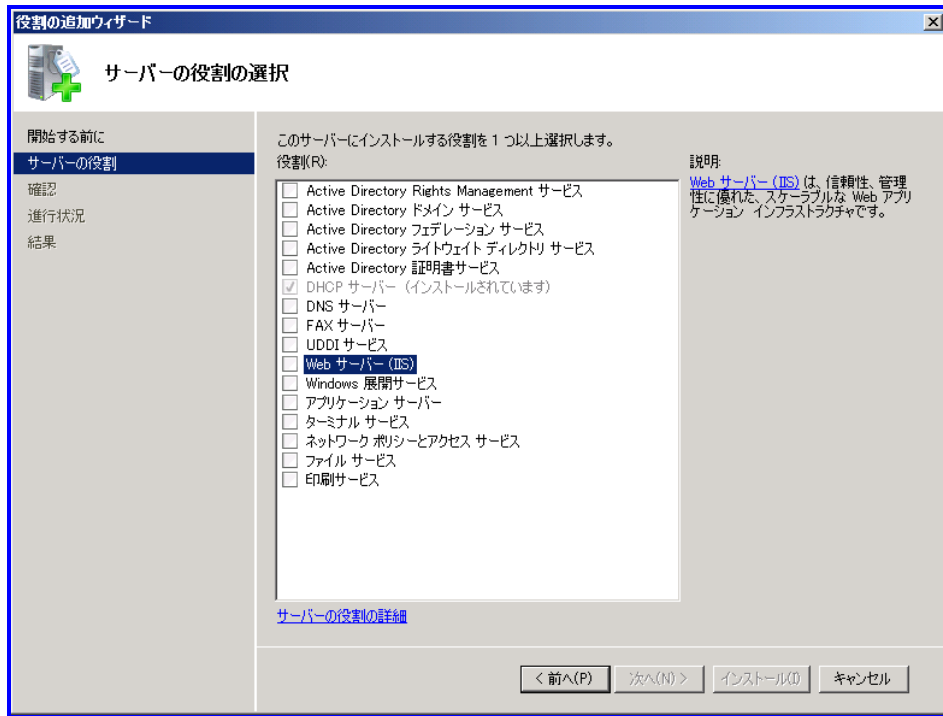 役割の追加ウィザード
サーバーの役割の選択
開始する前に
サーバーの役割
確認
進行状況
結果
このサーバーにインストールする役割を 1 つ以上選択します。
役割(R):
Active Directory Rights Management サービス
Active Directory ドメイン サービス
Active Directory フェデレーション サービス
Active Directory ライトウェイト ディレクトリ サービス
Active Directory 証明書サービス
DHCP サーバー (インストールされています)
DNS サーバー
FAX サーバー
UDDI サービス
Web サーバー (IIS)
Windows 展開サービス
アプリケーション サーバー
ターミナル サービス
ネットワーク ポリシーとアクセス サービス
ファイル サービス
印刷サービス
サーバーの役割の詳細
説明:
Web サーバー (IIS) は、信頼性、管理
性に優れた、スケーラブルな Web アプリ
ケーション インフラストラクチャです。
< 前へ(P)
次へ(N) >
インストール(I)
キャンセル